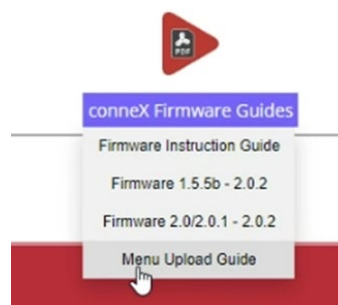 PDF
conneX Firmware Guides
Firmware Instruction Guide
Firmware 1.5.5b - 2.0.2
Firmware 2.0/2.0.1 - 2.0.2
Menu Upload Guide